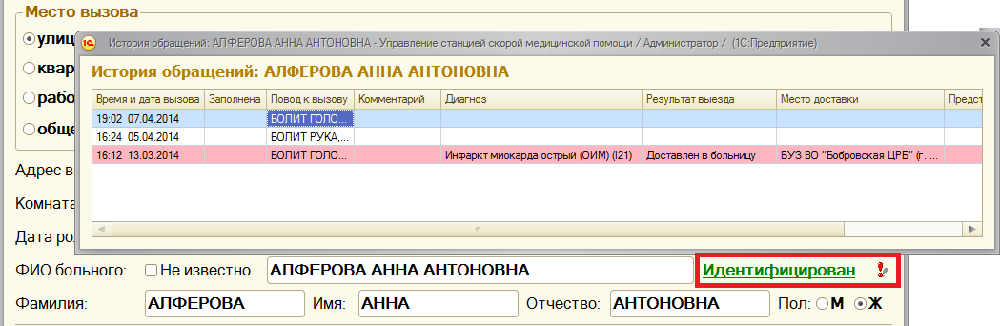 Место вызова
улиц
квар
рабо
обще
Адрес в
Комната
Дата рож
1С История обращений: АЛФЕРОВА АННА АНТОНОВНА - Управление станцией скорой медицинской помощи / Администратор / (1С:Предприятие)
История обращений: АЛФЕРОВА АННА АНТОНОВНА
Время и дата вызова Заполнена Повод к вызову Комментарий Диагноз Результат выезда Место доставки Предст
19:02 07.04.2014 БОЛИТ ГОЛО...
16:24 05.04.2014 БОЛИТ РУКА,...
16:12 13.03.2014 БОЛИТ ГОЛО... Инфаркт миокарда острый (ОИМ) (I21) Доставлен в больницу БУЗ ВО "Бобровская ЦРБ" (г. ...
ФИО больного: Не известно АЛФЕРОВА АННА АНТОНОВНА Идентифицирован
Фамилия: АЛФЕРОВА Имя: АННА Отчество: АНТОНОВНА Пол: М Ж